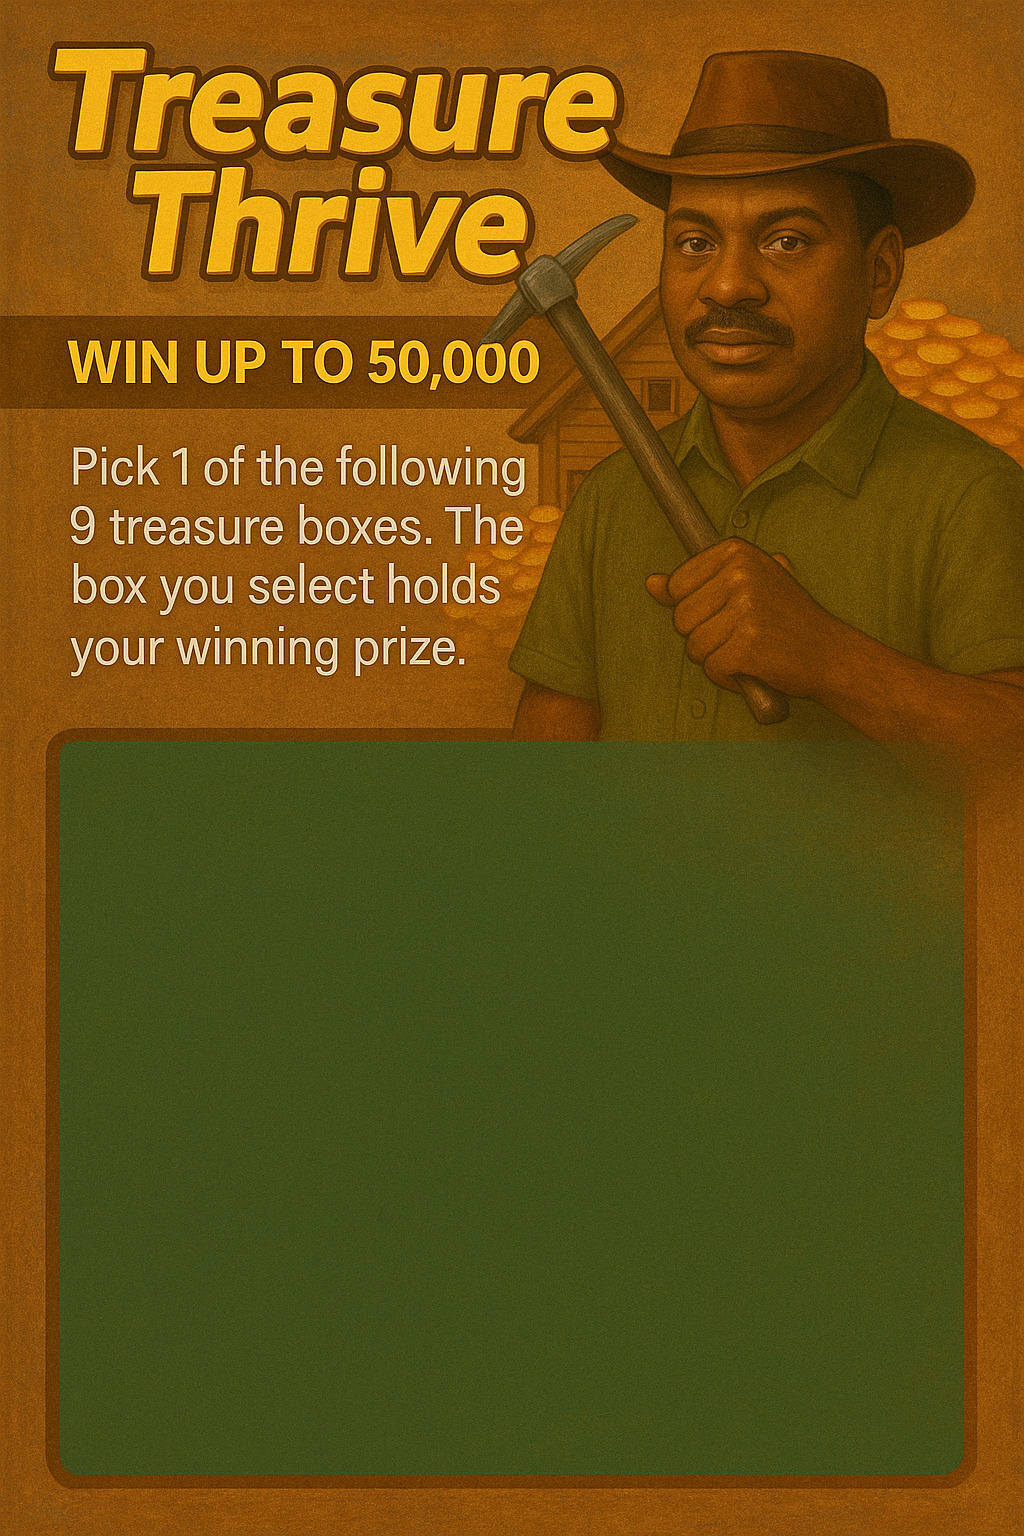 Treasure
Thrive
WIN UP TO 50,000
Pick 1 of the following
9 treasure boxes. The
box you select holds
your winning prize.